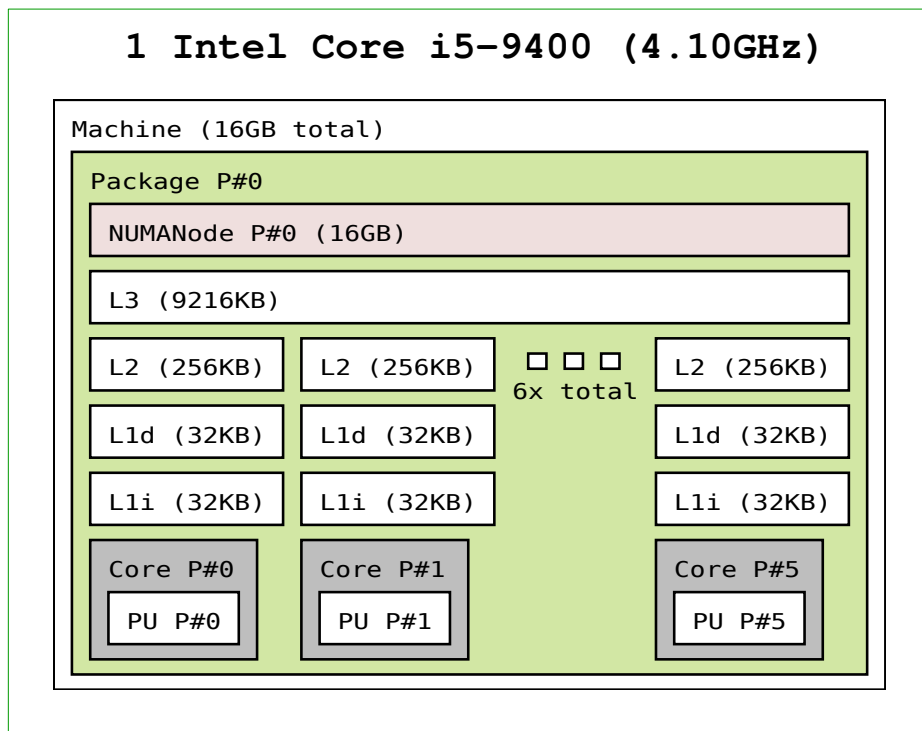 1 Intel Core i5-9400 (4.10GHz)
Machine (16GB total)
Package P#0
NUMANode P#0 (16GB)
L3 (9216KB)
L2 (256KB) L2 (256KB) L2 (256KB)
6x total
L1d (32KB) L1d (32KB) L1d (32KB)
L1i (32KB) L1i (32KB) L1i (32KB)
Core P#0 Core P#1 Core P#5
PU P#0 PU P#1 PU P#5